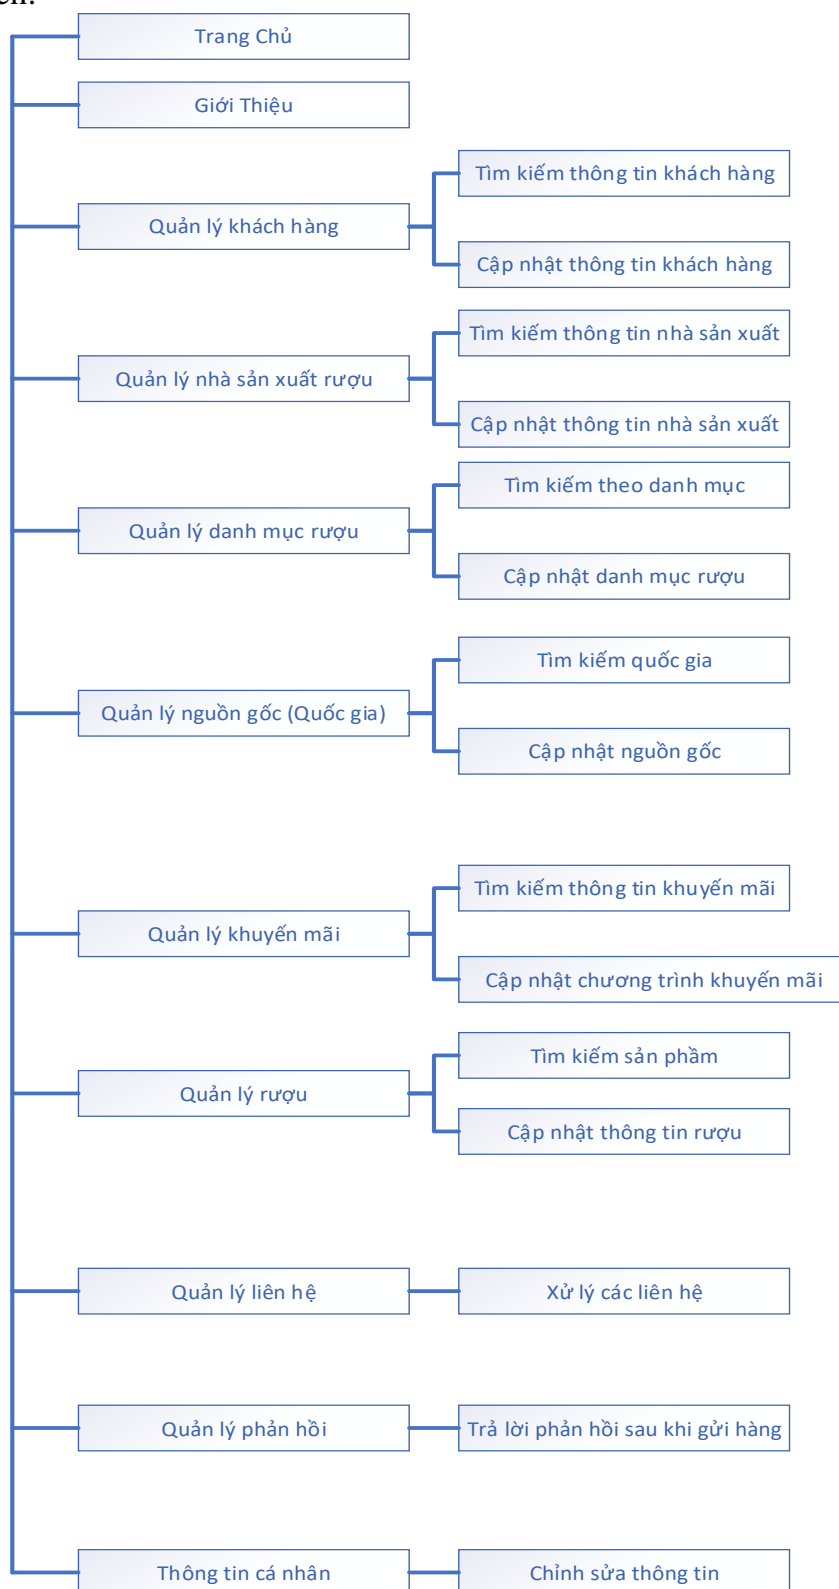 Trang Chủ
Giới Thiệu
Tìm kiếm thông tin khách hàng
Quản lý khách hàng
Cập nhật thông tin khách hàng
Tìm kiếm thông tin nhà sản xuất
Quản lý nhà sản xuất rượu
Cập nhật thông tin nhà sản xuất
Tìm kiếm theo danh mục
Quản lý danh mục rượu
Cập nhật danh mục rượu
Tìm kiếm quốc gia
Quản lý nguồn gốc (Quốc gia)
Cập nhật nguồn gốc
Tìm kiếm thông tin khuyến mãi
Quản lý khuyến mãi
Cập nhật chương trình khuyến mãi
Tìm kiếm sản phầm
Quản lý rượu
Cập nhật thông tin rượu
Quản lý liên hệ
Xử lý các liên hệ
Quản lý phản hồi
Trả lời phản hồi sau khi gửi hàng
Thông tin cá nhân
Chỉnh sửa thông tin